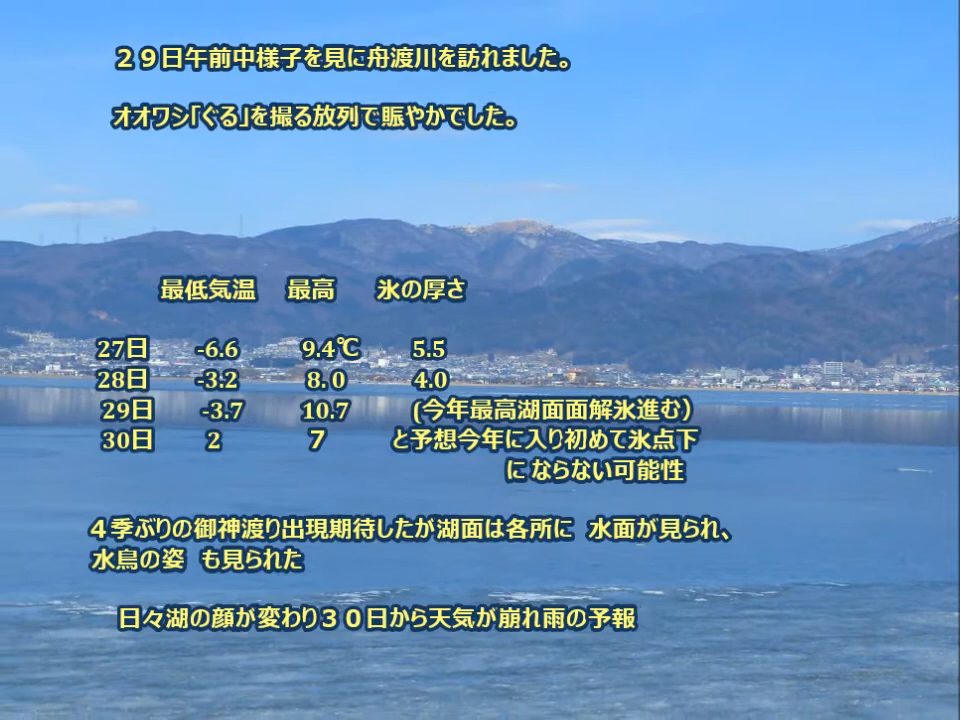 ２９日午前中様子を見に舟渡川を訪れました。
オオワシ「ぐる」を撮る放列で賑やかでした。
最低気温 最高 氷の厚さ
27日 -6.6 9.4℃ 5.5
28日 -3.2 8.0 4.0
29日 -3.7 10.7 (今年最高湖面面解氷進む）
30日 2 ７ と予想今年に入り初めて氷点下
にならない可能性
４季ぶりの御神渡り出現期待したが湖面は各所に 水面が見られ、
水鳥の姿 も見られた
日々湖の顔が変わり３０日から天気が崩れ雨の予報